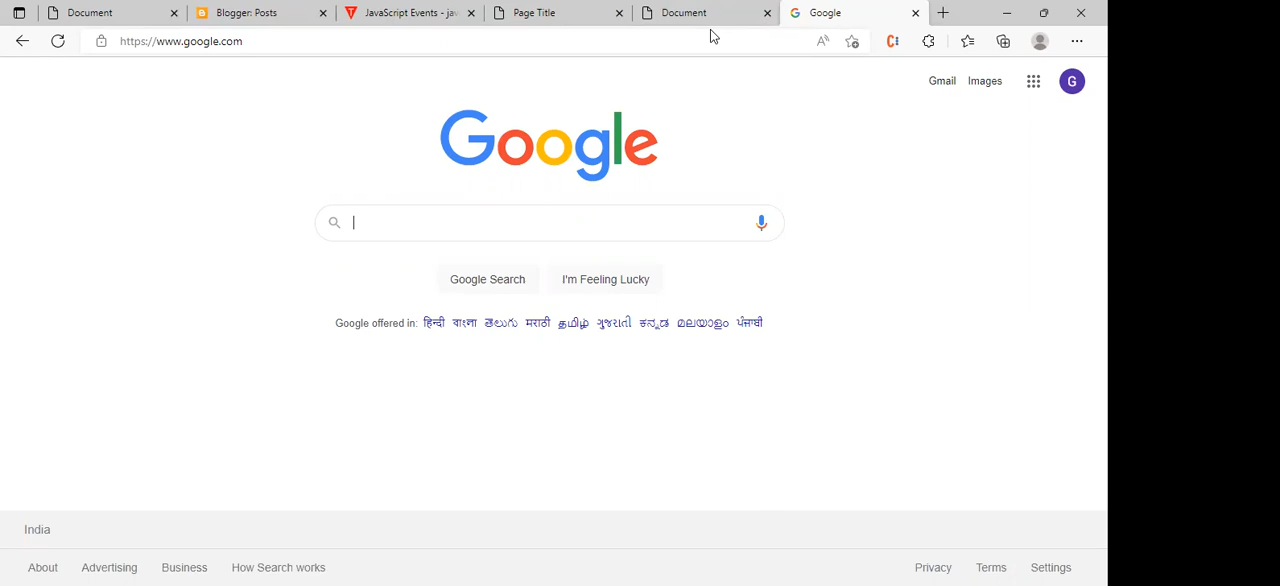 Document
Blogger: Posts
JavaScript Events - jav
Page Title
Document
Google
https://www.google.com
Gmail Images
G
Google
Google Search I'm Feeling Lucky
Google offered in: हिन्दी বাংলা తెలుగు मराठी தமிழ் ગુજરાતી ಕನ್ನಡ മലയാളം ਪੰਜਾਬੀ
India
About Advertising Business How Search works Privacy Terms Settings